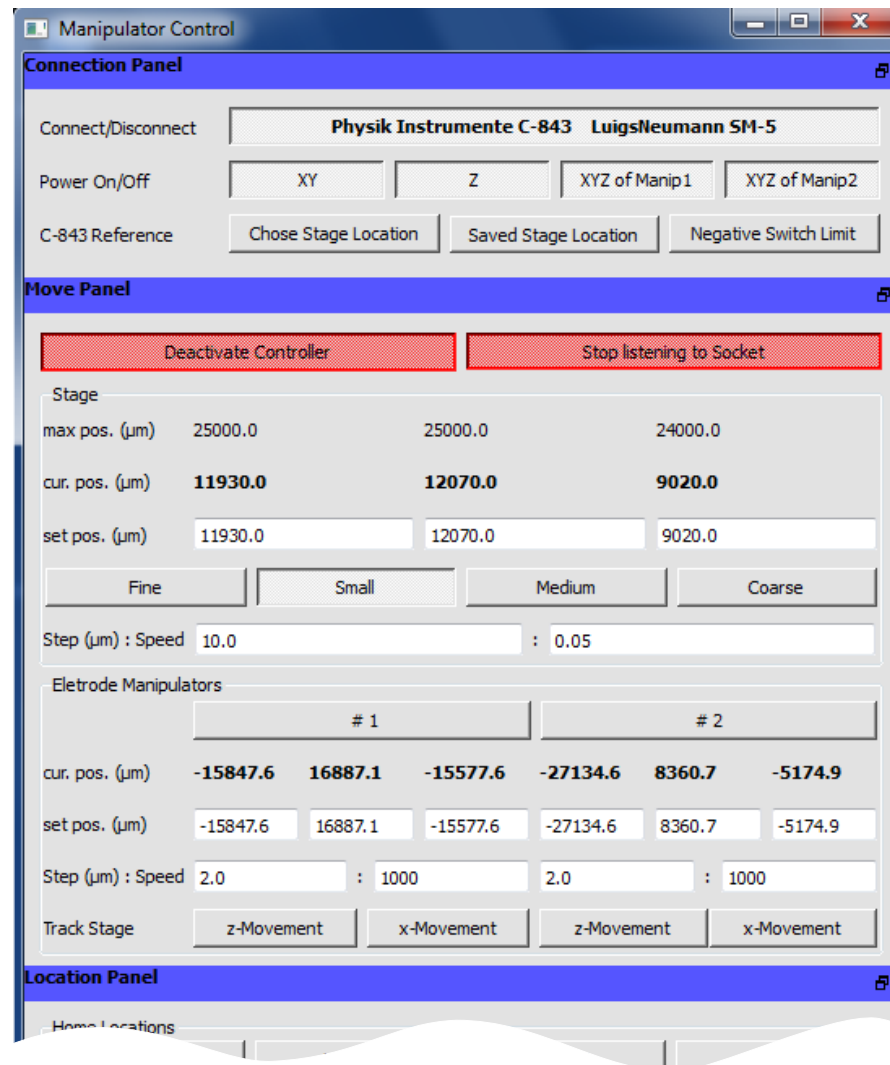 Manipulator Control
Connection Panel
Connect/Disconnect Physik Instrumente C-843 LuigsNeumann SM-5
Power On/Off XY Z XYZ of Manip1 XYZ of Manip2
C-843 Reference Chose Stage Location Saved Stage Location Negative Switch Limit
Move Panel
Deactivate Controller Stop listening to Socket
Stage
max pos. (µm) 25000.0 25000.0 24000.0
cur. pos. (µm) 11930.0 12070.0 9020.0
set pos. (µm) 11930.0 12070.0 9020.0
Fine Small Medium Coarse
Step (µm) : Speed 10.0 : 0.05
Eletrode Manipulators
# 1 # 2
cur. pos. (µm) -15847.6 16887.1 -15577.6 -27134.6 8360.7 -5174.9
set pos. (µm) -15847.6 16887.1 -15577.6 -27134.6 8360.7 -5174.9
Step (µm) : Speed 2.0 : 1000 2.0 : 1000
Track Stage z-Movement x-Movement z-Movement x-Movement
Location Panel
Home Locations